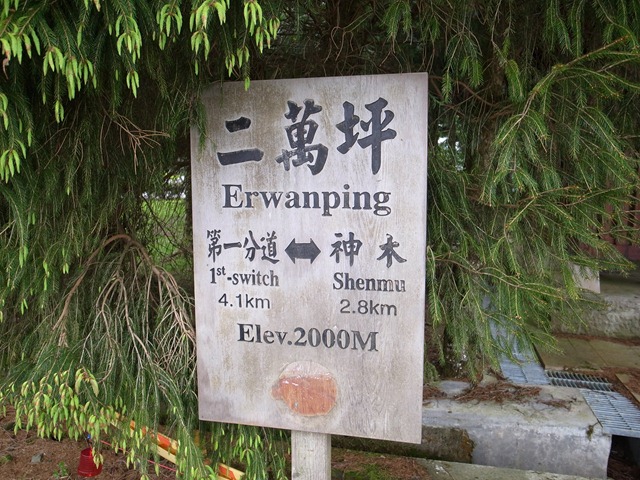 二萬坪
Erwanping
第一分道 ↔ 神木
1st-switch Shenmu
4.1km 2.8km
Elev.2000M